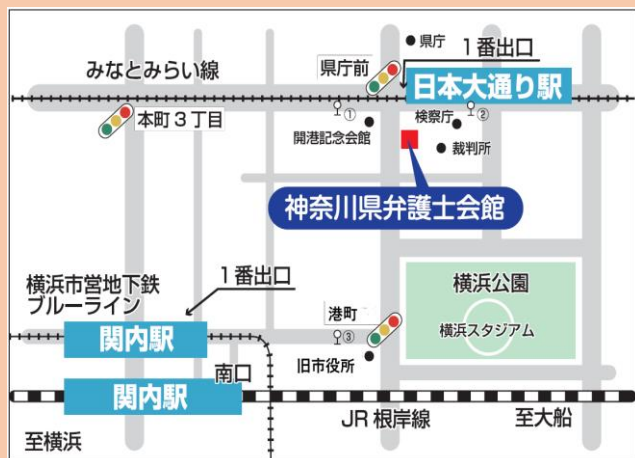 県庁
1番出口
県庁前
みなとみらい線
日本大通り駅
本町3丁目
①
②
開港記念会館
検察庁
裁判所
神奈川県弁護士会館
横浜市営地下鉄
ブルーライン
1番出口
港町
横浜公園
横浜スタジアム
関内駅
③
旧市役所
南口
関内駅
JR根岸線
至大船
至横浜